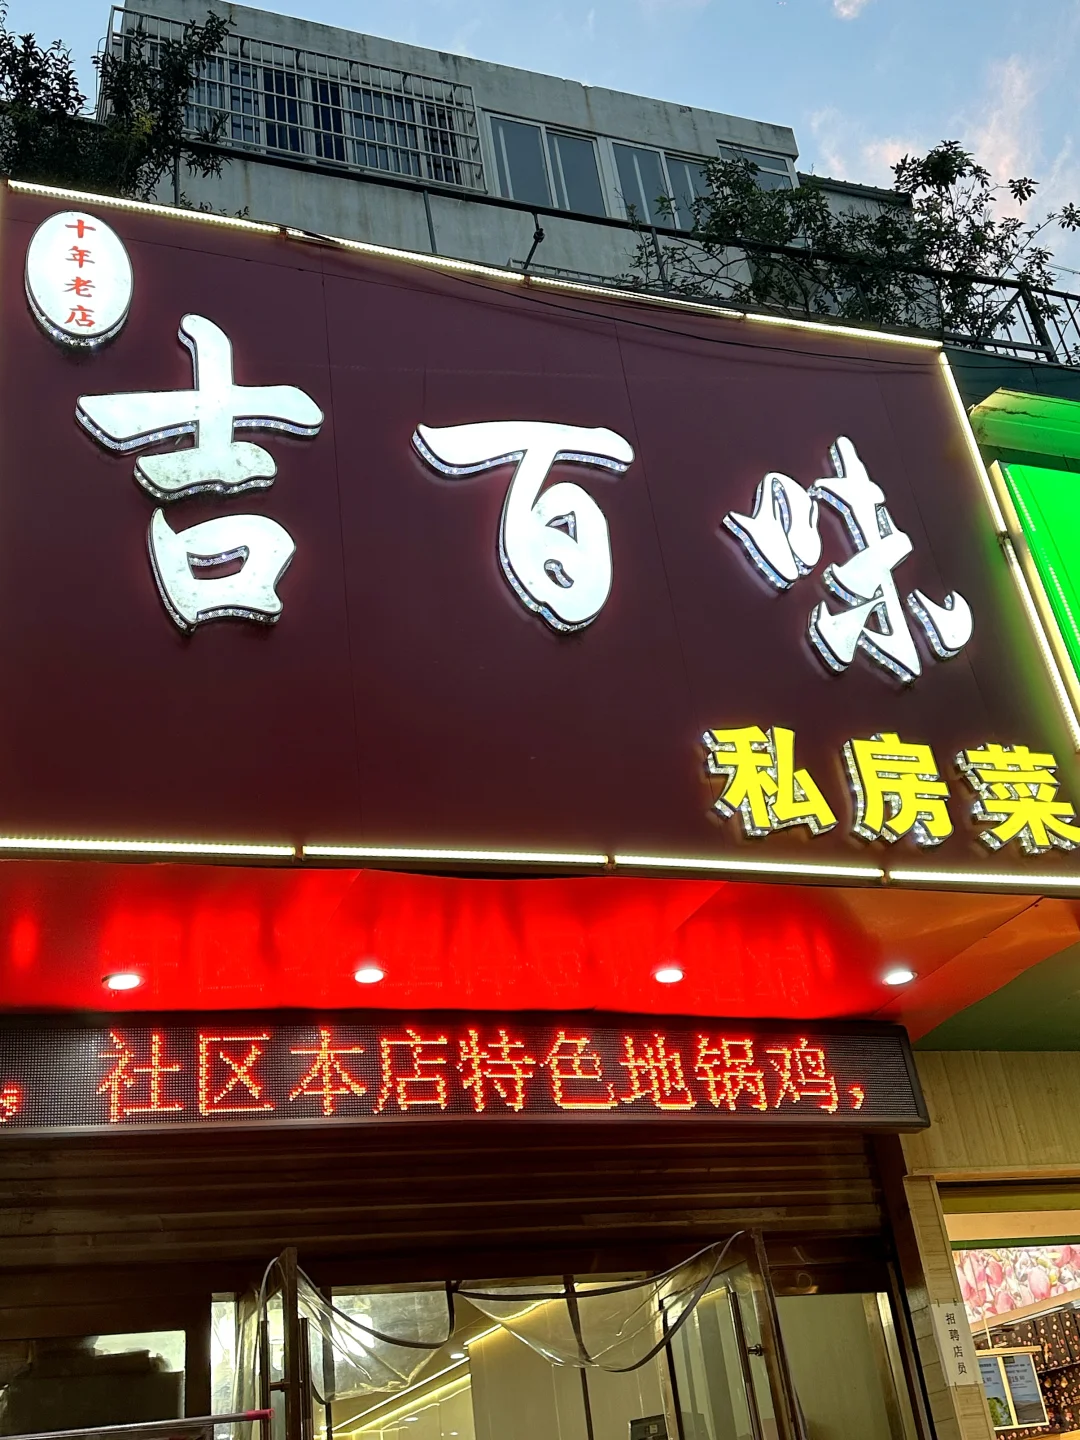 十年老店
吉百味
私房菜
社区本店特色地锅鸡,
招聘店员